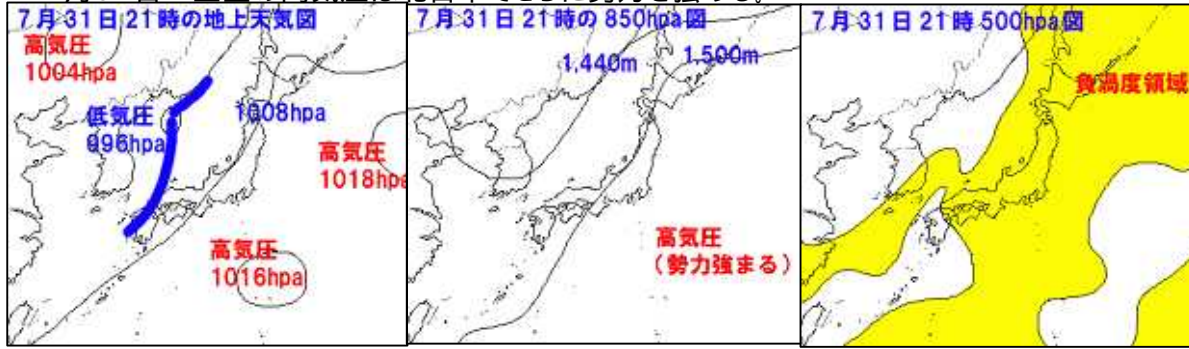 7月31日21時の地上天気図
高気圧
1004hpa
低気圧
996hpa
1008hpa
高気圧
1018hpa
高気圧
1016hpa
7月31日21時の850hpa図
1,440m
1,500m
高気圧
（勢力強まる）
7月31日21時500hpa図
負渦度領域